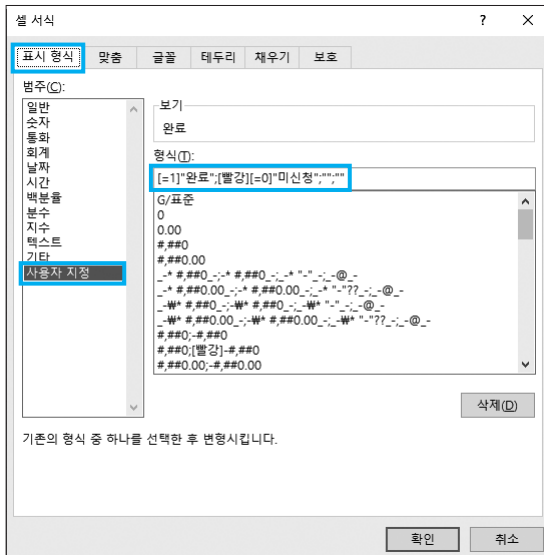 셀 서식 ? ×
표시 형식 맞춤 글꼴 테두리 채우기 보호
범주(C):
일반
숫자
통화
회계
날짜
시간
백분율
분수
지수
텍스트
기타
사용자 지정
보기
완료
형식(T):
[=1]"완료";[빨강][=0]"미신청";"";""
G/표준
0
0.00
#,##0
#,##0.00
_-* #,##0_-;-* #,##0_-;_-* "-"_-;_-@_-
_-* #,##0.00_-;-* #,##0.00_-;_-* "-"??_-;_-@_-
_-₩* #,##0_-;-₩* #,##0_-;_-₩* "-"_-;_-@_-
_-₩* #,##0.00_-;-₩* #,##0.00_-;_-₩* "-"??_-;_-@_-
#,##0;-#,##0
#,##0;[빨강]-#,##0
#,##0.00;-#,##0.00
삭제(D)
기존의 형식 중 하나를 선택한 후 변형시킵니다.
확인 취소